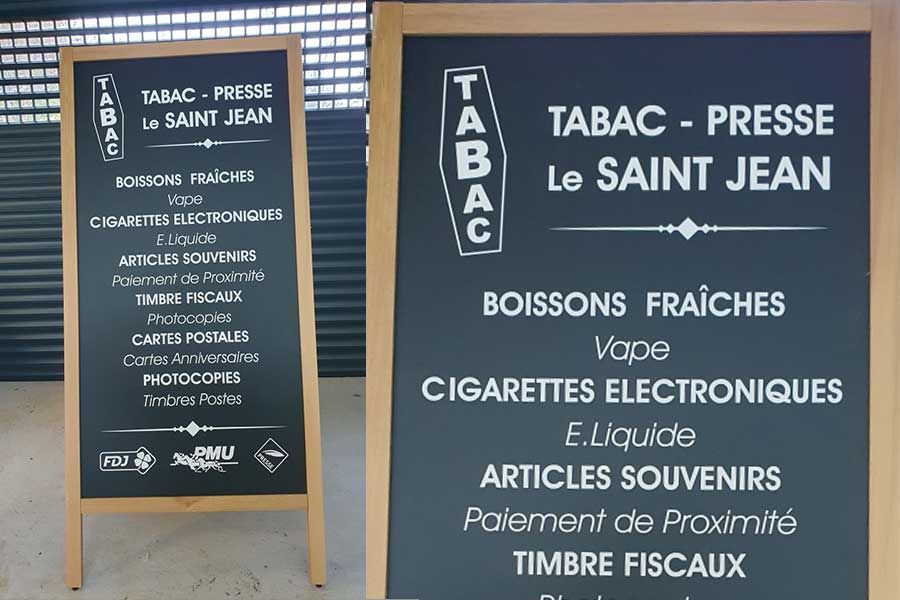 TABAC
TABAC - PRESSE
Le SAINT JEAN
BOISSONS FRAÎCHES
Vape
CIGARETTES ELECTRONIQUES
E.Liquide
ARTICLES SOUVENIRS
Paiement de Proximité
TIMBRE FISCAUX
Photocopies
CARTES POSTALES
Cartes Anniversaires
PHOTOCOPIES
Timbres Postes
FDJ
PMU
PRESSE
TABAC
TABAC - PRESSE
Le SAINT JEAN
BOISSONS FRAÎCHES
Vape
CIGARETTES ELECTRONIQUES
E.Liquide
ARTICLES SOUVENIRS
Paiement de Proximité
TIMBRE FISCAUX